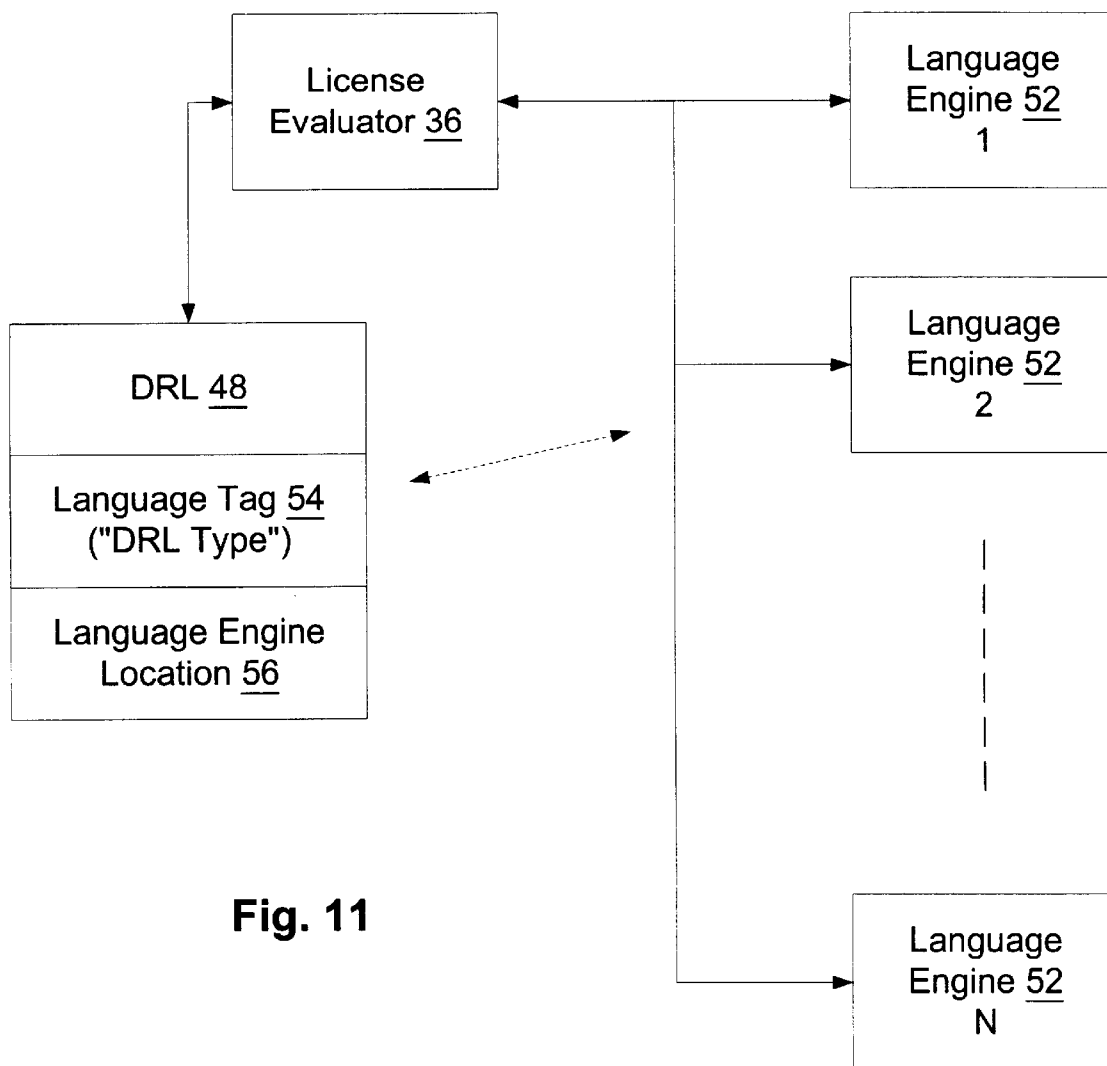 License
Evaluator 36
Language
Engine 52
1
Language
Engine 52
2
DRL 48
Language Tag 54
("DRL Type")
Language Engine
Location 56
Fig. 11
Language
Engine 52
N